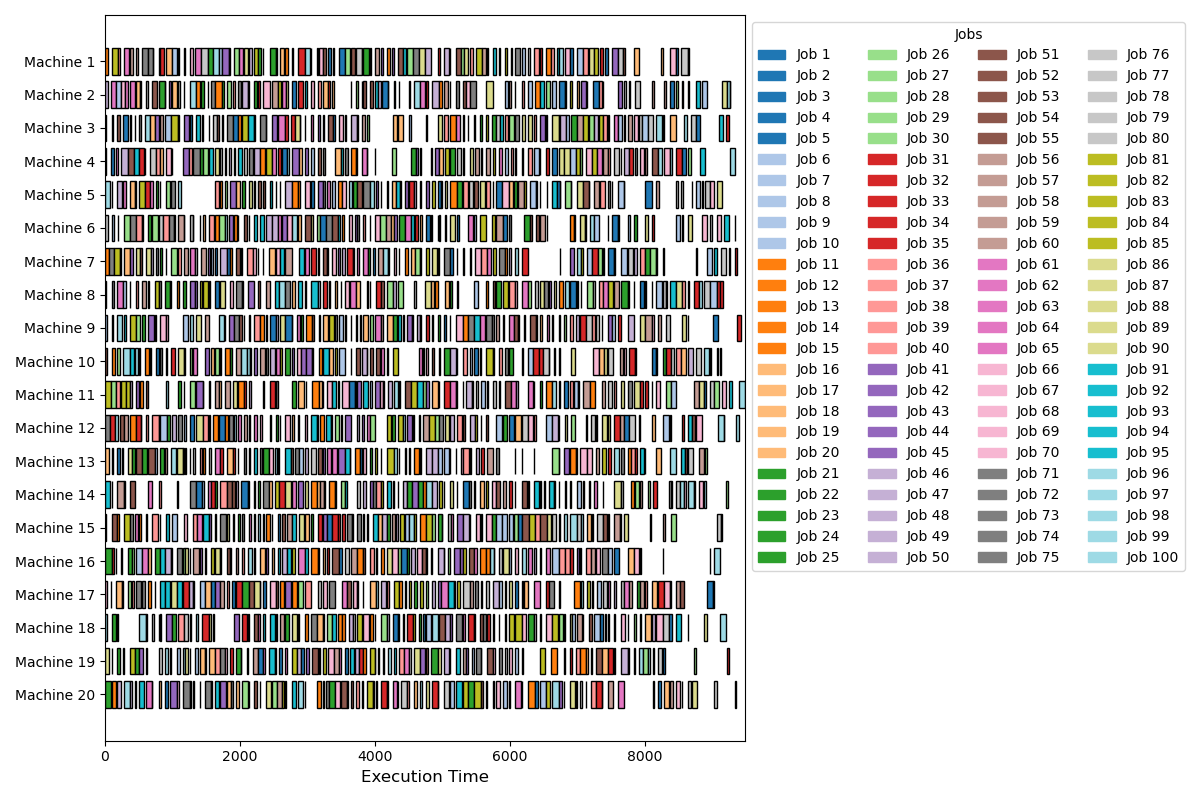 Machine 1
Machine 2
Machine 3
Machine 4
Machine 5
Machine 6
Machine 7
Machine 8
Machine 9
Machine 10
Machine 11
Machine 12
Machine 13
Machine 14
Machine 15
Machine 16
Machine 17
Machine 18
Machine 19
Machine 20
0 2000 4000 6000 8000
Execution Time
Jobs
Job 1 Job 26 Job 51 Job 76
Job 2 Job 27 Job 52 Job 77
Job 3 Job 28 Job 53 Job 78
Job 4 Job 29 Job 54 Job 79
Job 5 Job 30 Job 55 Job 80
Job 6 Job 31 Job 56 Job 81
Job 7 Job 32 Job 57 Job 82
Job 8 Job 33 Job 58 Job 83
Job 9 Job 34 Job 59 Job 84
Job 10 Job 35 Job 60 Job 85
Job 11 Job 36 Job 61 Job 86
Job 12 Job 37 Job 62 Job 87
Job 13 Job 38 Job 63 Job 88
Job 14 Job 39 Job 64 Job 89
Job 15 Job 40 Job 65 Job 90
Job 16 Job 41 Job 66 Job 91
Job 17 Job 42 Job 67 Job 92
Job 18 Job 43 Job 68 Job 93
Job 19 Job 44 Job 69 Job 94
Job 20 Job 45 Job 70 Job 95
Job 21 Job 46 Job 71 Job 96
Job 22 Job 47 Job 72 Job 97
Job 23 Job 48 Job 73 Job 98
Job 24 Job 49 Job 74 Job 99
Job 25 Job 50 Job 75 Job 100